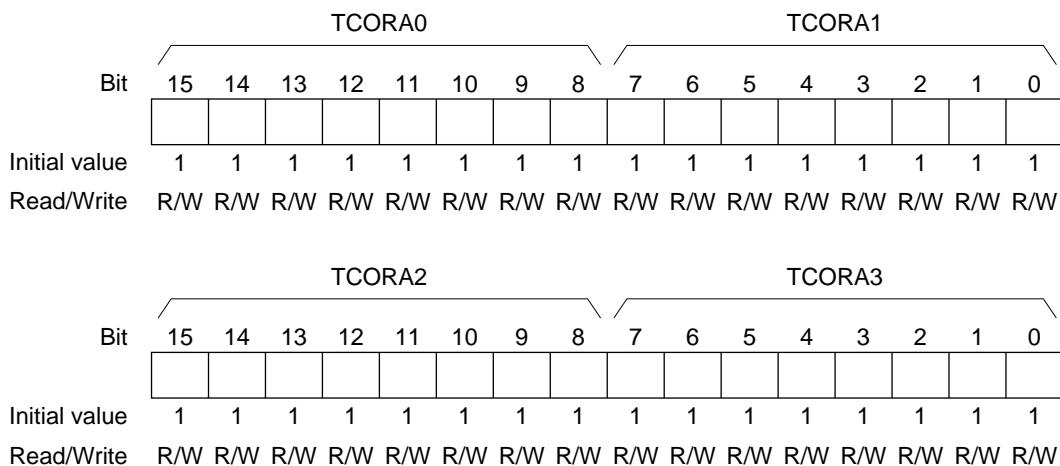 TCORA0 TCORA1
Bit 15 14 13 12 11 10 9 8 7 6 5 4 3 2 1 0
Initial value 1 1 1 1 1 1 1 1 1 1 1 1 1 1 1 1
Read/Write R/W R/W R/W R/W R/W R/W R/W R/W R/W R/W R/W R/W R/W R/W R/W R/W
TCORA2 TCORA3
Bit 15 14 13 12 11 10 9 8 7 6 5 4 3 2 1 0
Initial value 1 1 1 1 1 1 1 1 1 1 1 1 1 1 1 1
Read/Write R/W R/W R/W R/W R/W R/W R/W R/W R/W R/W R/W R/W R/W R/W R/W R/W